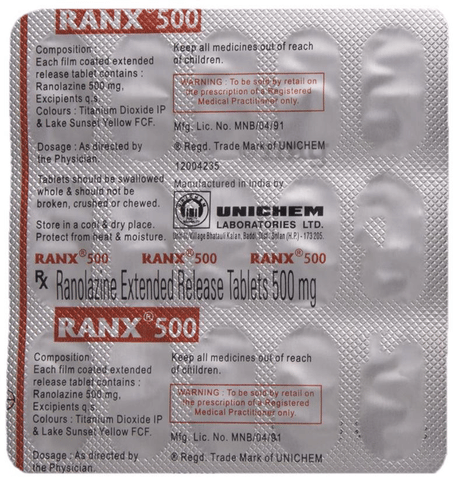 RANX® 500
Composition :
Each film coated extended
release tablet contains :
Ranolazine 500 mg,
Excipients q.s.
Colours : Titanium Dioxide IP
& Lake Sunset Yellow FCF.
Dosage : As directed by
the Physician.
Tablets should be swallowed
whole & should not be
broken, crushed or chewed.
Store in a cool & dry place.
Protect from heat & moisture.
Keep all medicines out of reach
of children.
WARNING : To be sold by retail on
the prescription of a Registered
Medical Practitioner only.
Mfg. Lic. No. MNB/04/91
® Regd. Trade Mark of UNICHEM
12004235
Manufactured in India by
UNICHEM
LABORATORIES LTD.
Village Bhatauli Kalan, Baddi, Distt. Solan (H.P.) - 173 205.
RANX® 500 RANX® 500 RANX® 500
Rx Ranolazine Extended Release Tablets 500 mg
RANX® 500
Composition :
Each film coated extended
release tablet contains :
Ranolazine 500 mg,
Excipients q.s.
Colours : Titanium Dioxide IP
& Lake Sunset Yellow FCF.
Dosage : As directed by
the Physician.
Keep all medicines out of reach
of children.
WARNING : To be sold by retail on
the prescription of a Registered
Medical Practitioner only.
Mfg. Lic. No. MNB/04/91
® Regd. Trade Mark of UNICHEM